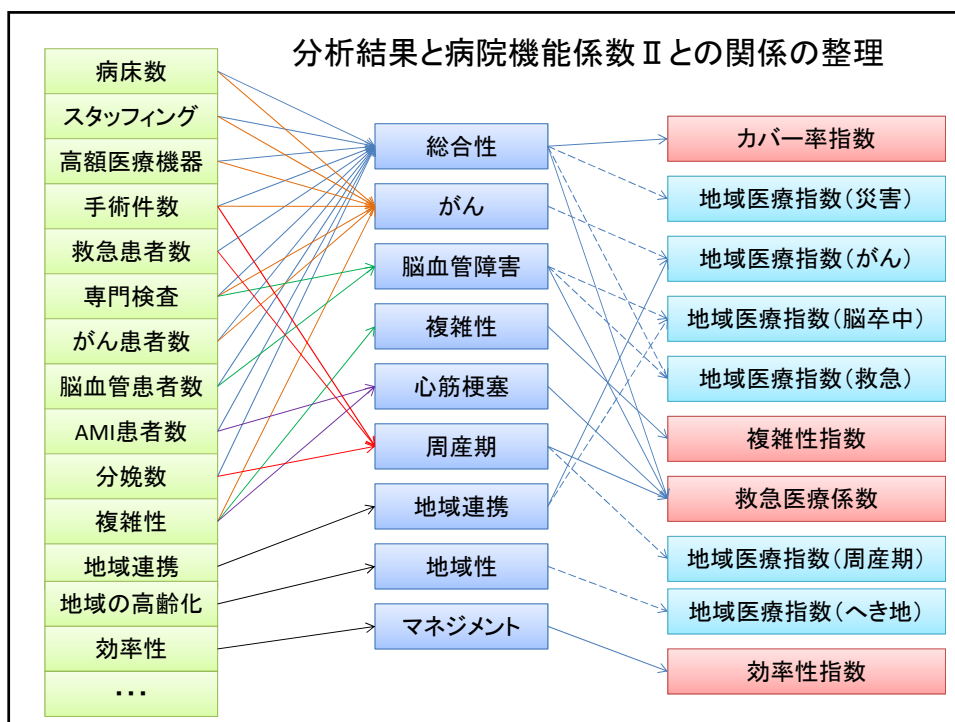 分析結果と病院機能係数Ⅱとの関係の整理
病床数
スタッフィング
高額医療機器
手術件数
救急患者数
専門検査
がん患者数
脳血管患者数
AMI患者数
分娩数
複雑性
地域連携
地域の高齢化
効率性
・・・
総合性
がん
脳血管障害
複雑性
心筋梗塞
周産期
地域連携
地域性
マネジメント
カバー率指数
地域医療指数(災害)
地域医療指数(がん)
地域医療指数(脳卒中)
地域医療指数(救急)
複雑性指数
救急医療係数
地域医療指数(周産期)
地域医療指数(へき地)
効率性指数